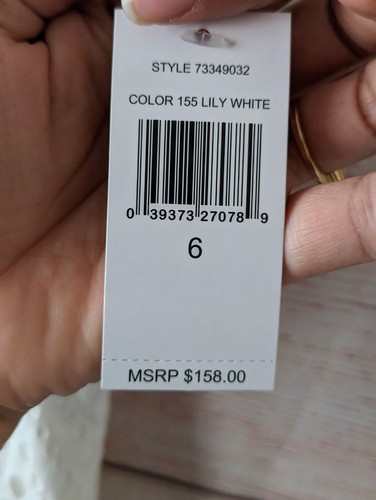 STYLE 73349032
COLOR 155 LILY WHITE
0 39373 27078 9
6
MSRP $158.00